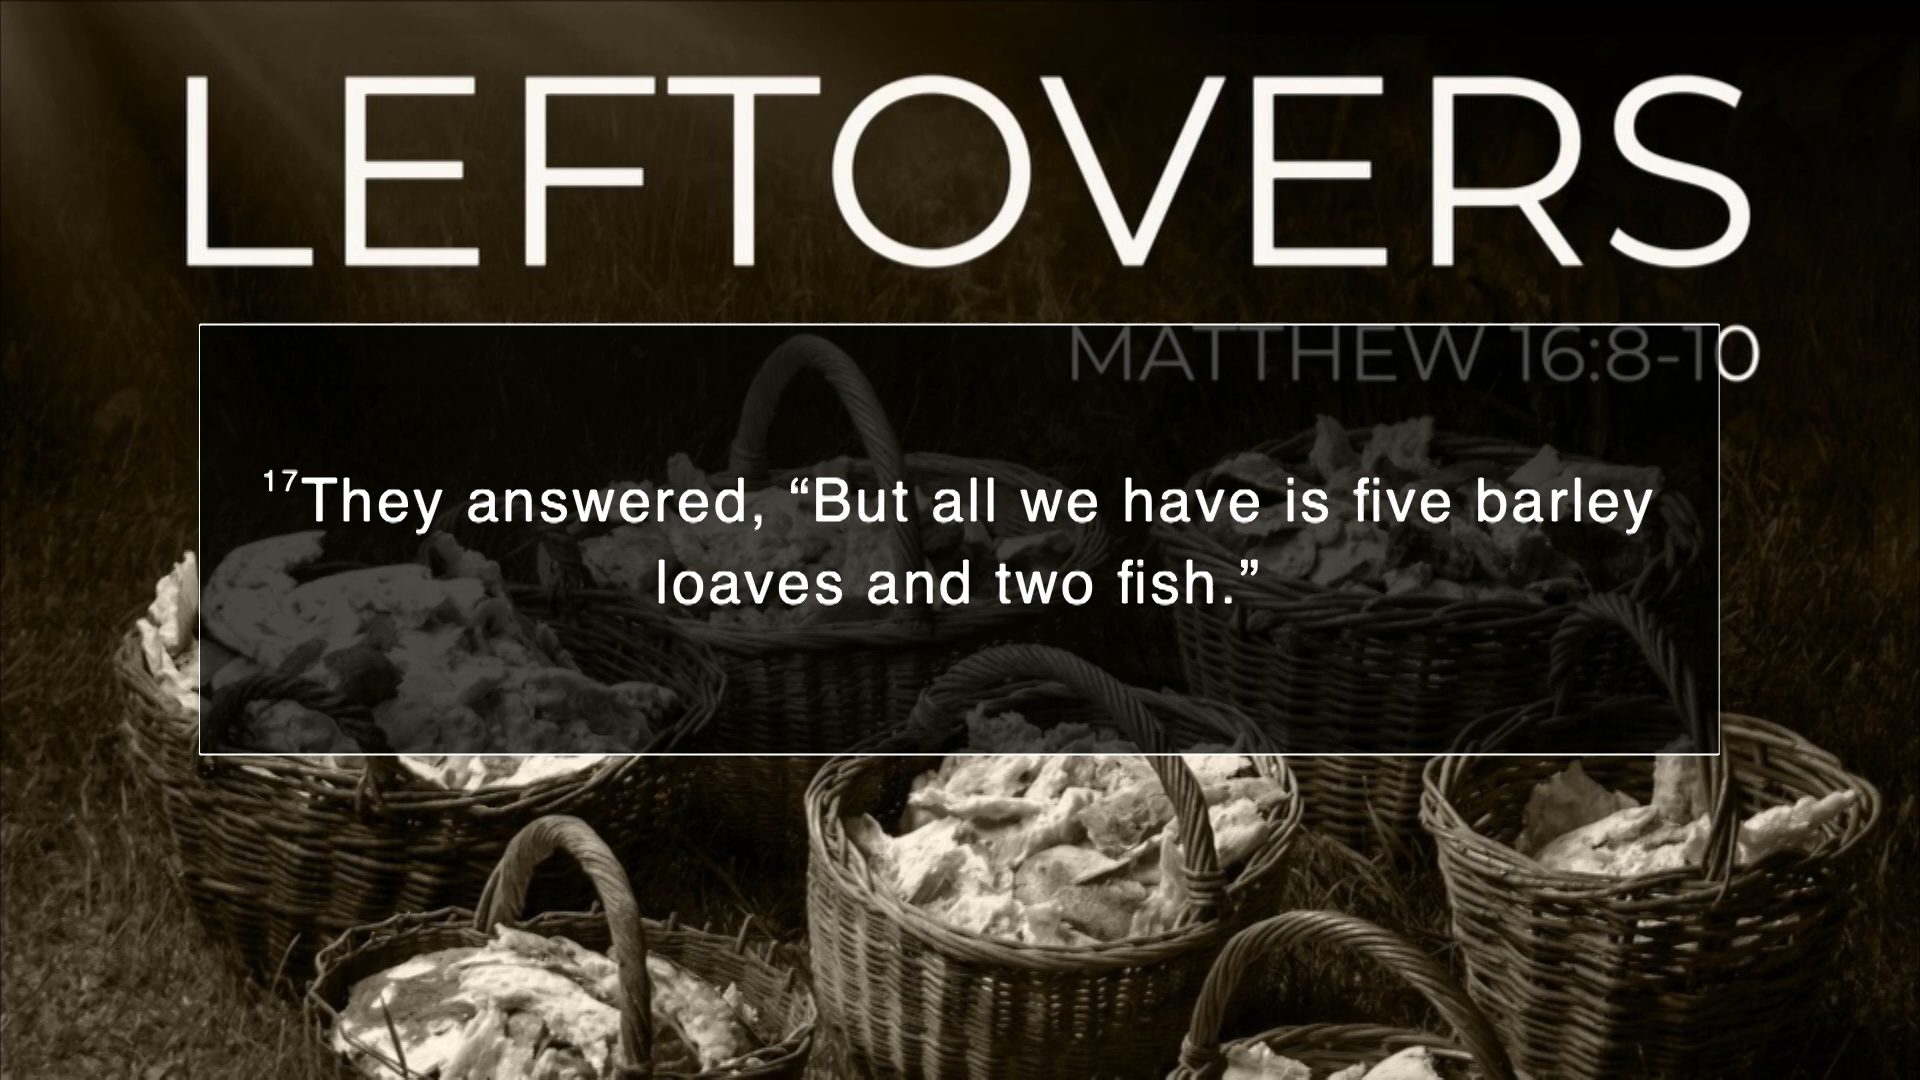 LEFTOVERS
MATTHEW 16:8-10
¹⁷They answered, “But all we have is five barley
loaves and two fish.”